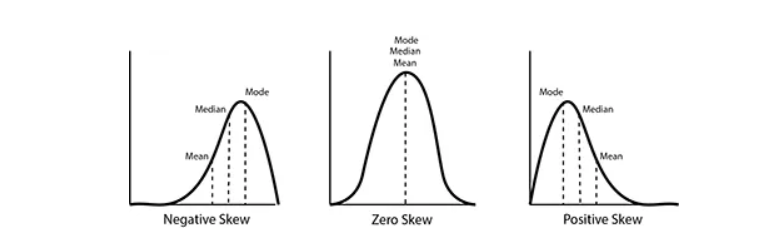 Mode
Median
Mean
Negative Skew
Mode
Median
Mean
Zero Skew
Mode
Median
Mean
Positive Skew